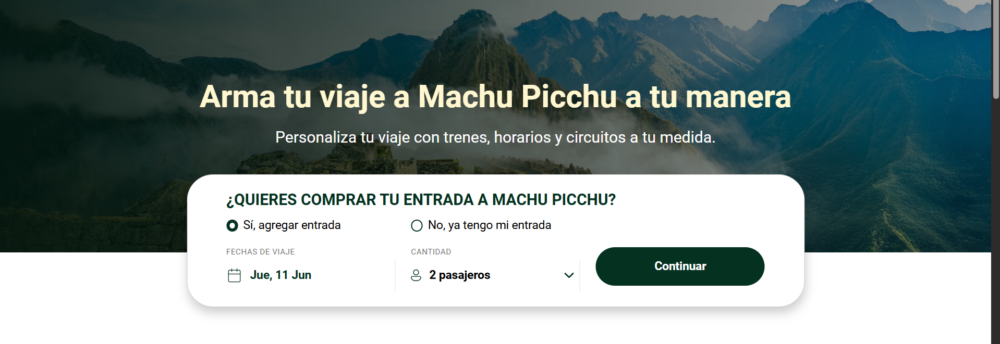 Arma tu viaje a Machu Picchu a tu manera
Personaliza tu viaje con trenes, horarios y circuitos a tu medida.
¿QUIERES COMPRAR TU ENTRADA A MACHU PICCHU?
Sí, agregar entrada
No, ya tengo mi entrada
FECHAS DE VIAJE
CANTIDAD
Jue, 11 Jun
2 pasajeros
Continuar